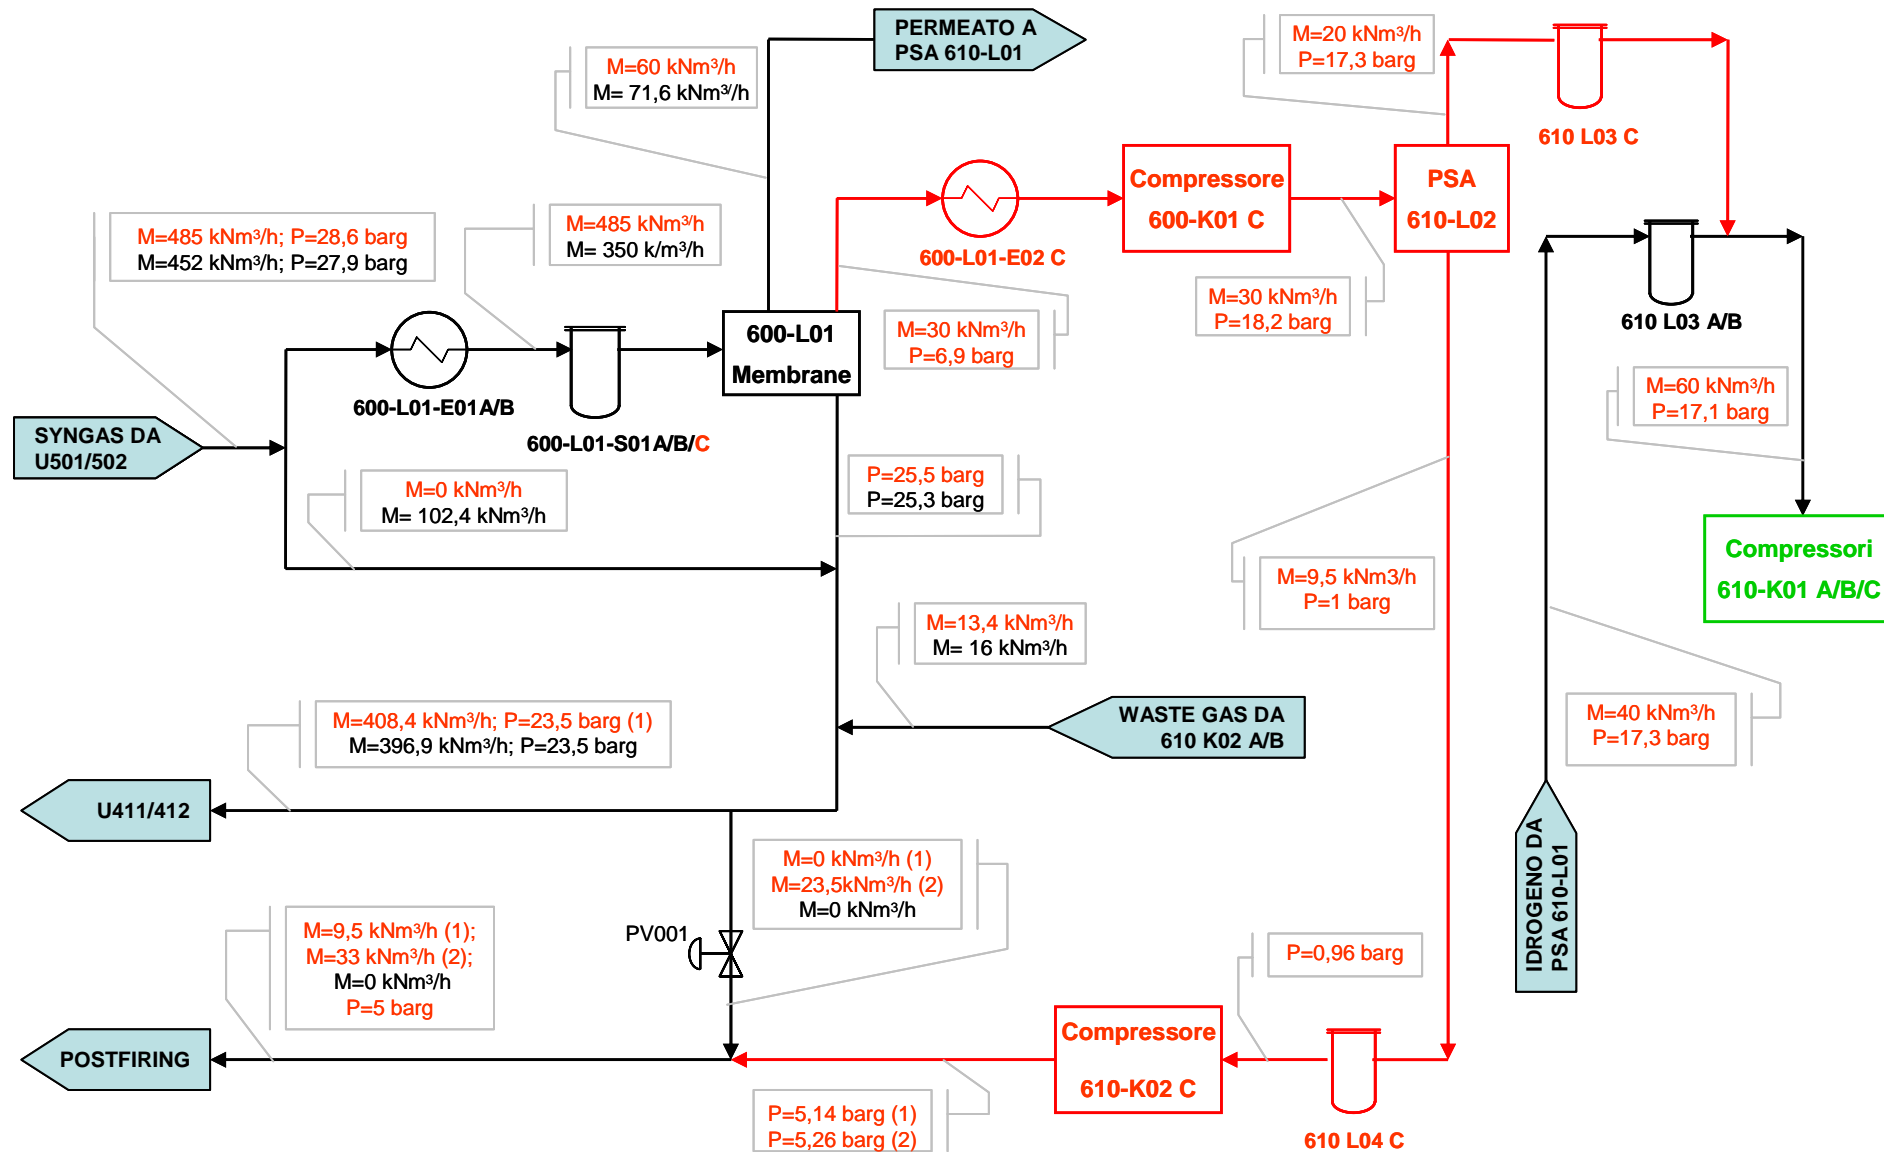 PERMEATO A
PSA 610-L01
M=60 kNm³/h
M= 71,6 kNm³/h
M=20 kNm³/h
P=17,3 barg
610 L03 C
Compressore
600-K01 C
PSA
610-L02
M=485 kNm³/h; P=28,6 barg
M=452 kNm³/h; P=27,9 barg
M=485 kNm³/h
M= 350 k/m³/h
600-L01-E02 C
M=30 kNm³/h
P=18,2 barg
610 L03 A/B
M=30 kNm³/h
P=6,9 barg
600-L01
Membrane
600-L01-E01A/B
600-L01-S01A/B/C
M=60 kNm³/h
P=17,1 barg
SYNGAS DA
U501/502
M=0 kNm³/h
M= 102,4 kNm³/h
P=25,5 barg
P=25,3 barg
Compressori
610-K01 A/B/C
M=9,5 kNm3/h
P=1 barg
M=13,4 kNm³/h
M= 16 kNm³/h
M=408,4 kNm³/h; P=23,5 barg (1)
M=396,9 kNm³/h; P=23,5 barg
WASTE GAS DA
610 K02 A/B
M=40 kNm³/h
P=17,3 barg
U411/412
M=0 kNm³/h (1)
M=23,5kNm³/h (2)
M=0 kNm³/h
IDROGENO DA
PSA 610-L01
PV001
M=9,5 kNm³/h (1);
M=33 kNm³/h (2);
M=0 kNm³/h
P=5 barg
P=0,96 barg
POSTFIRING
Compressore
610-K02 C
P=5,14 barg (1)
P=5,26 barg (2)
610 L04 C